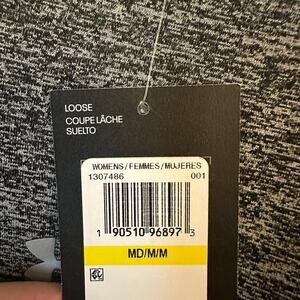 LOOSE
COUPE LÂCHE
SUELTO
WOMENS/FEMMES/MUJERES
1307486 001
1 90510 96897 3
MD/M/M